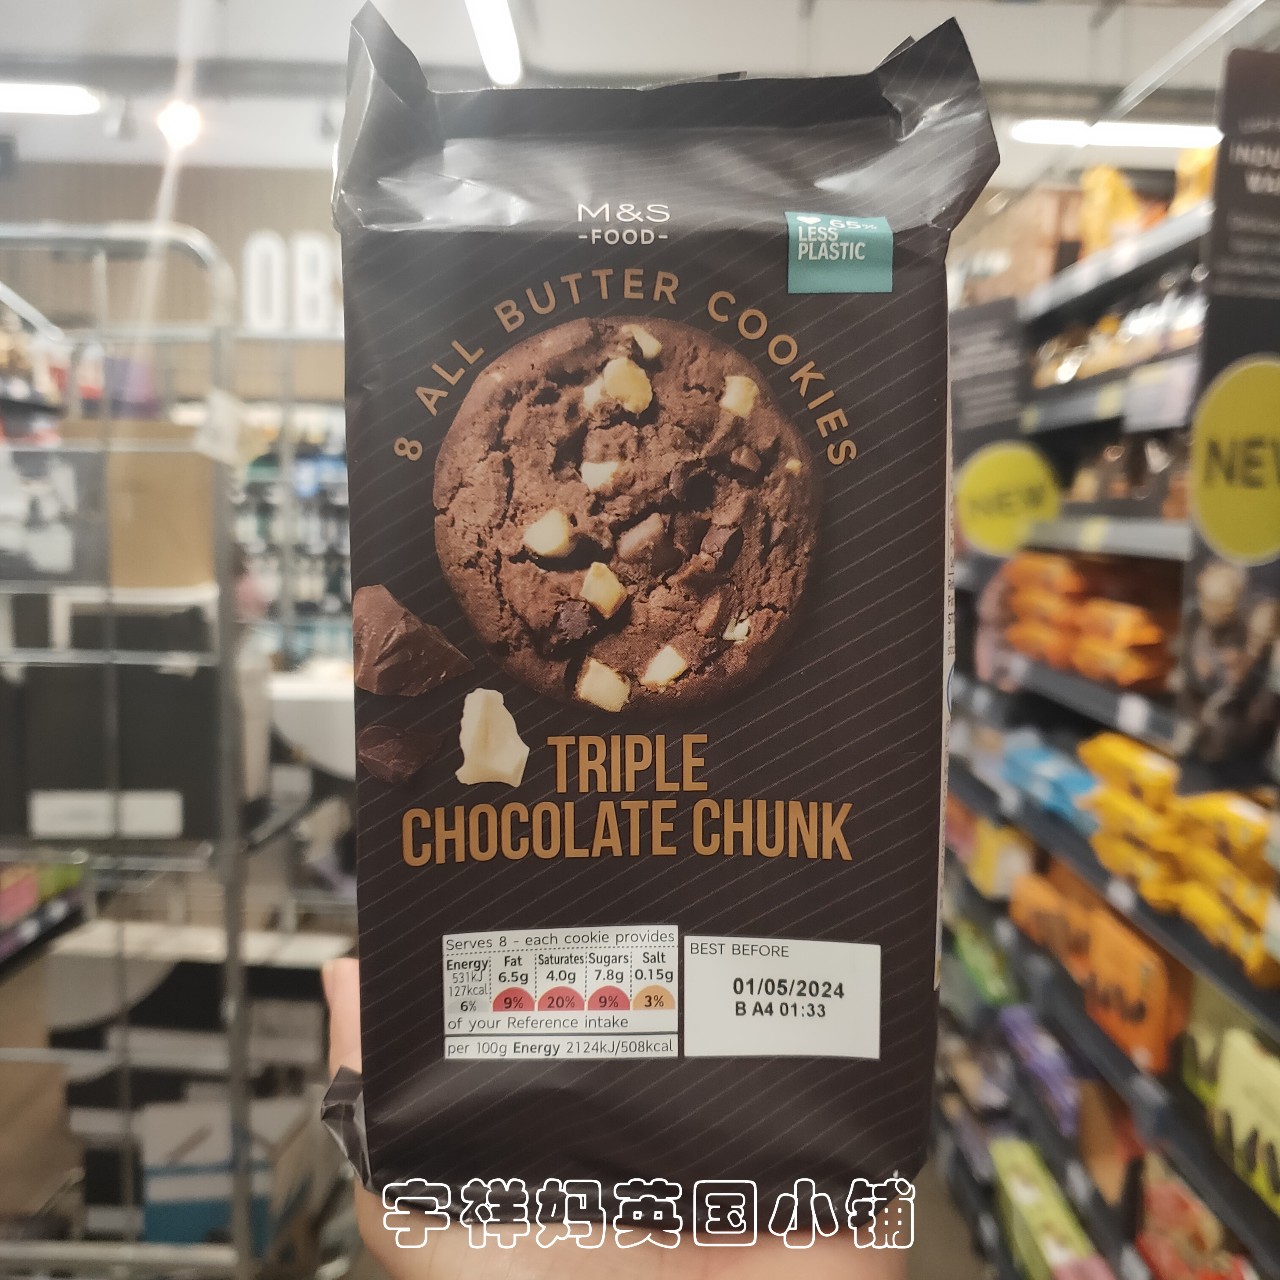 M&S
-FOOD-
65%
LESS
PLASTIC
8 ALL BUTTER COOKIES
OB
NEW
NEW
TRIPLE
CHOCOLATE CHUNK
Serves 8 - each cookie provides
Energy Fat Saturates Sugars Salt
531kJ 6.5g 4.0g 7.8g 0.15g
127kcal
6% 9% 20% 9% 3%
of your Reference intake
per 100g Energy 2124kJ/508kcal
BEST BEFORE
01/05/2024
B A4 01:33
宇祥妈英国小铺